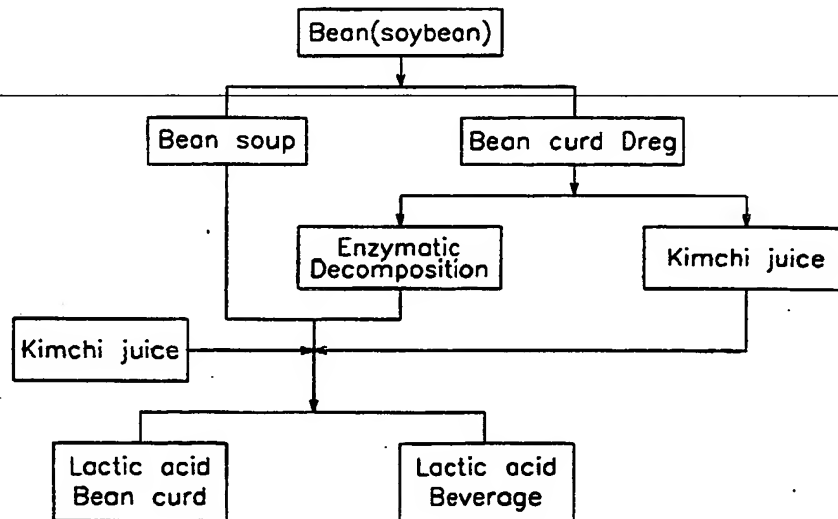 Bean(soybean)
Bean soup
Bean curd Dreg
Enzymatic
Decomposition
Kimchi juice
Kimchi juice
Lactic acid
Bean curd
Lactic acid
Beverage